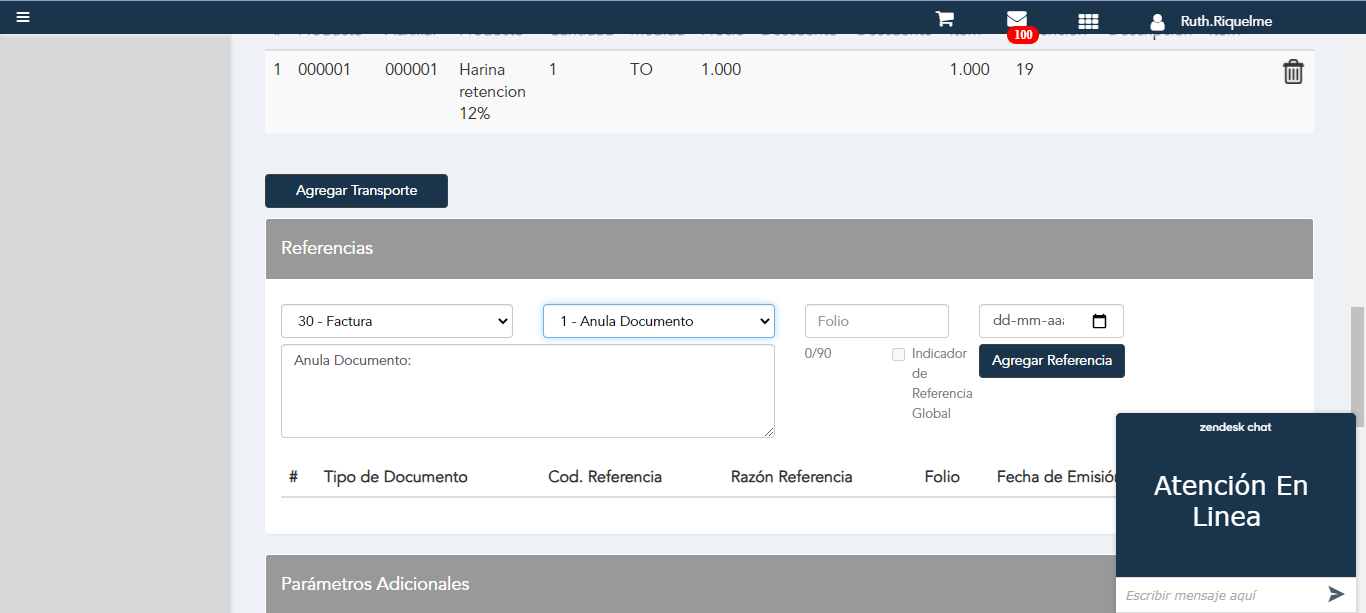 Ruth.Riquelme
100
1 000001 000001 Harina retencion 12% 1 TO 1.000 1.000 19
Agregar Transporte
Referencias
30 - Factura 1 - Anula Documento Folio dd-mm-aa
Anula Documento:
0/90 Indicador de Referencia Global Agregar Referencia
# Tipo de Documento Cod. Referencia Razón Referencia Folio Fecha de Emisión
Parámetros Adicionales
zendesk chat
Atención En
Linea
Escribir mensaje aquí